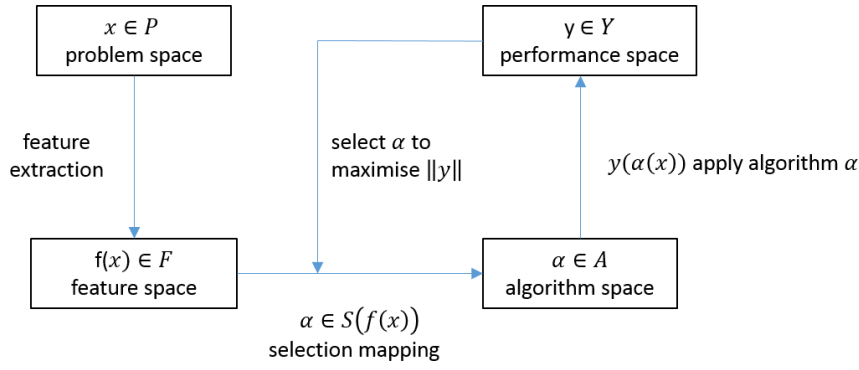 𝑥 ∈ 𝑃
problem space
y ∈ 𝑌
performance space
feature
extraction
select 𝛼 to
maximise ‖𝑦‖
𝑦(𝛼(𝑥)) apply algorithm 𝛼
f(𝑥) ∈ 𝐹
feature space
𝛼 ∈ 𝐴
algorithm space
𝛼 ∈ 𝑆(𝑓(𝑥))
selection mapping